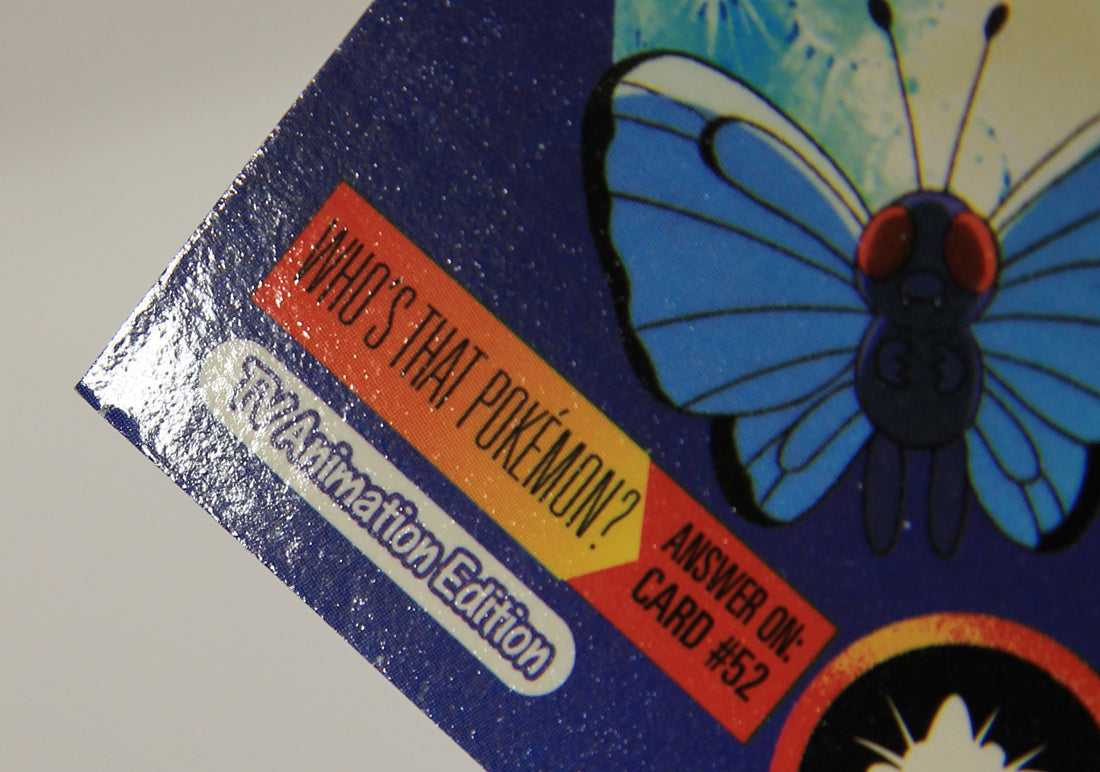 WHO'S THAT POKÉMON?
ANSWER ON:
CARD #52
TV Animation Edition